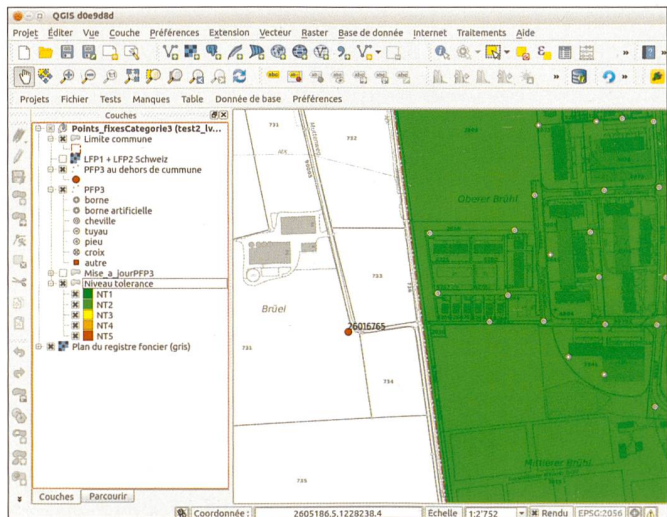 QGIS d0e9d8d
Projet Éditer Vue Couche Préférences Extension Vecteur Raster Base de donnée Internet Traitements Aide
Projets Fichier Tests Manques Table Donnée de base Préférences
Couches
Points_fixesCategorie3 (test2_lv...
Limite commune
LFP1 + LFP2 Schweiz
PFP3 au dehors de cummune
PFP3
borne
borne artificielle
cheville
tuyau
pieu
croix
autre
Mise_a_jourPFP3
Niveau tolerance
NT1
NT2
NT3
NT4
NT5
Plan du registre foncier (gris)
Couches Parcourir
731
732
Oberer Brühl
733
Brüel
26016765
731
734
735
Mittlerer Brühl
Coordonnée : 2605186.5,1228238.4 Echelle 1:2'752 Rendu EPSG:2056